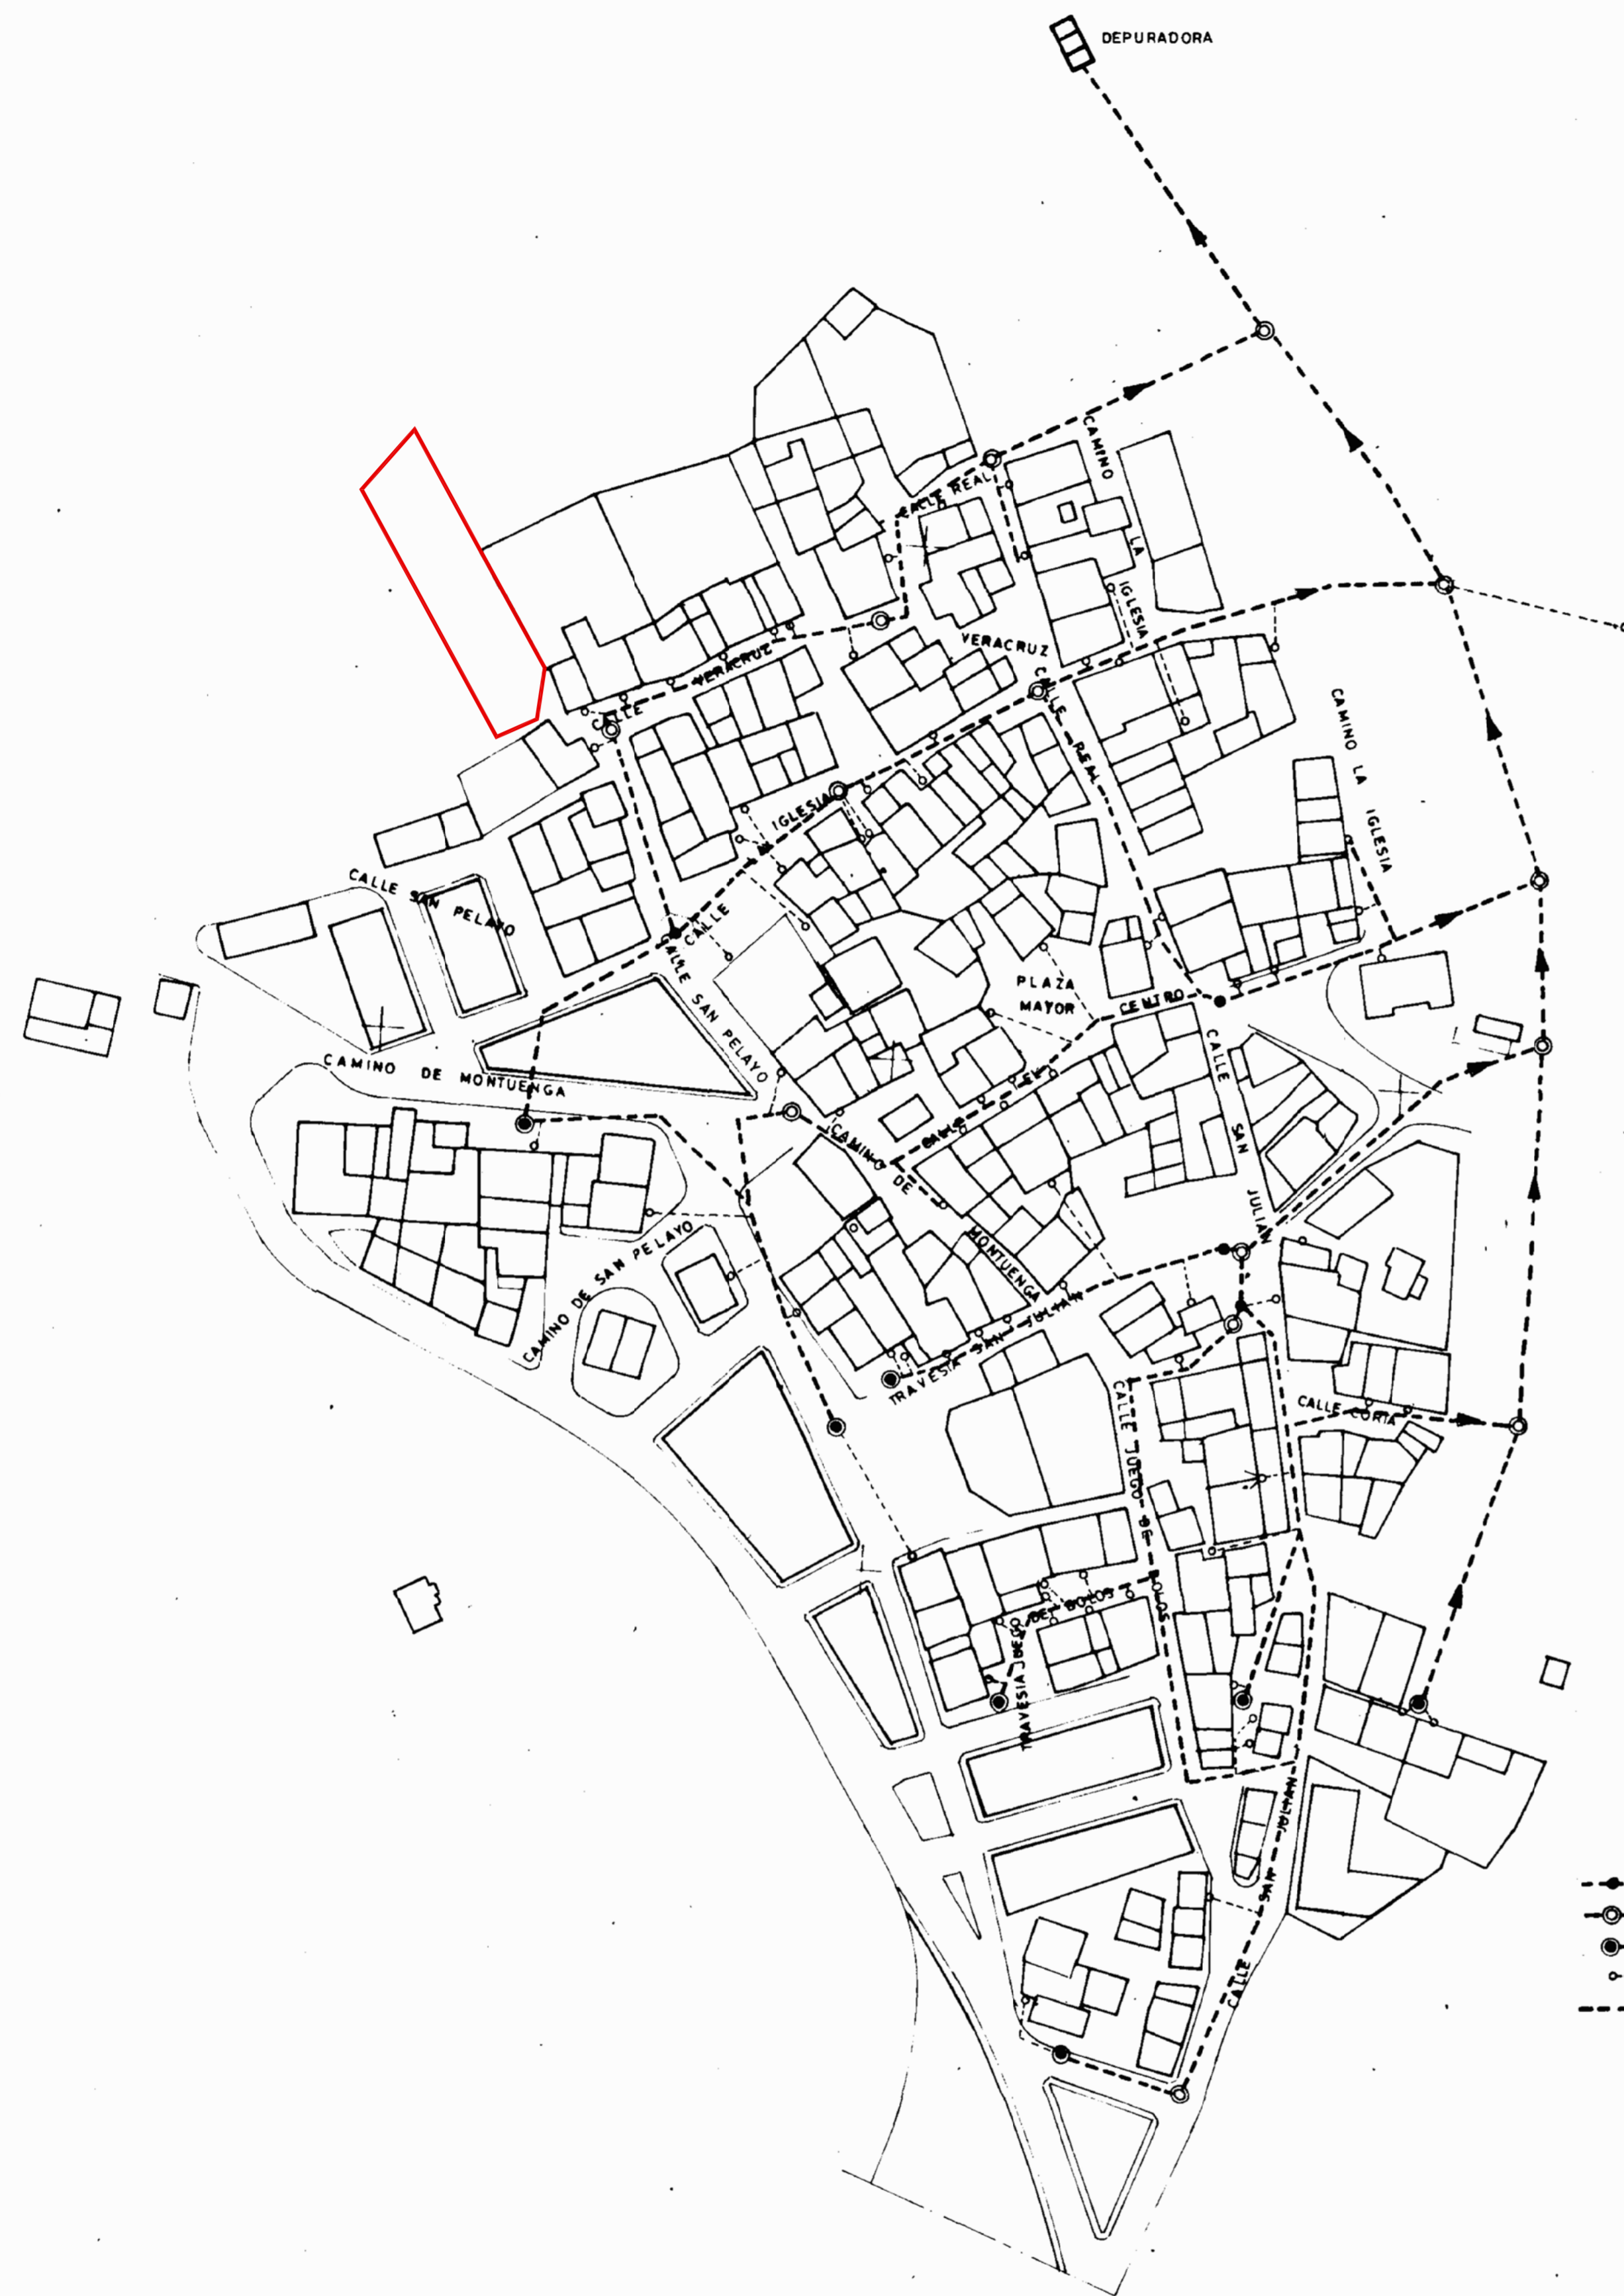 DEPURADORA
CAMINO LA IGLESIA
CALLE REAL
VERACRUZ
CALLE VERACRUZ
CALLE REAL
CAMINO LA IGLESIA
CALLE LA IGLESIA
CALLE SAN PELAYO
CALLE SAN PELAYO
PLAZA
MAYOR
CENTRO
CALLE
CAMINO DE MONTUENGA
CALLE SAN JULIAN
CAMINO DE MONTUENGA
CAMINO DE SAN PELAYO
TRAVESIA SAN JULIAN
CALLE JUEGO DE BOLOS
CALLE CORIA
TRAVESIA JUEGO DE BOLOS
CALLE SAN JULIAN